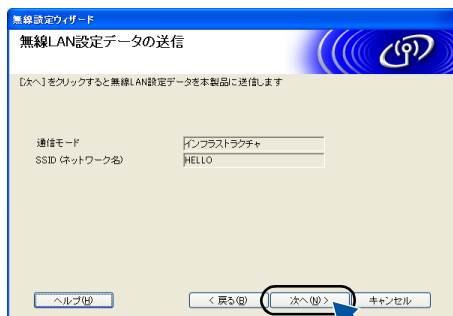 無線設定ウィザード
無線LAN設定データの送信
[次へ]をクリックすると無線LAN設定データを本製品に送信します
通信モード インフラストラクチャ
SSID (ネットワーク名) HELLO
ヘルプ(H) < 戻る(B) 次へ(N) > キャンセル